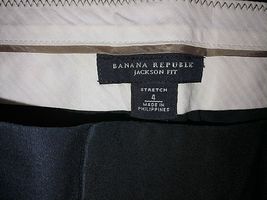 BANANA REPUBLIC
JACKSON FIT
STRETCH
4
MADE IN
PHILIPPINES